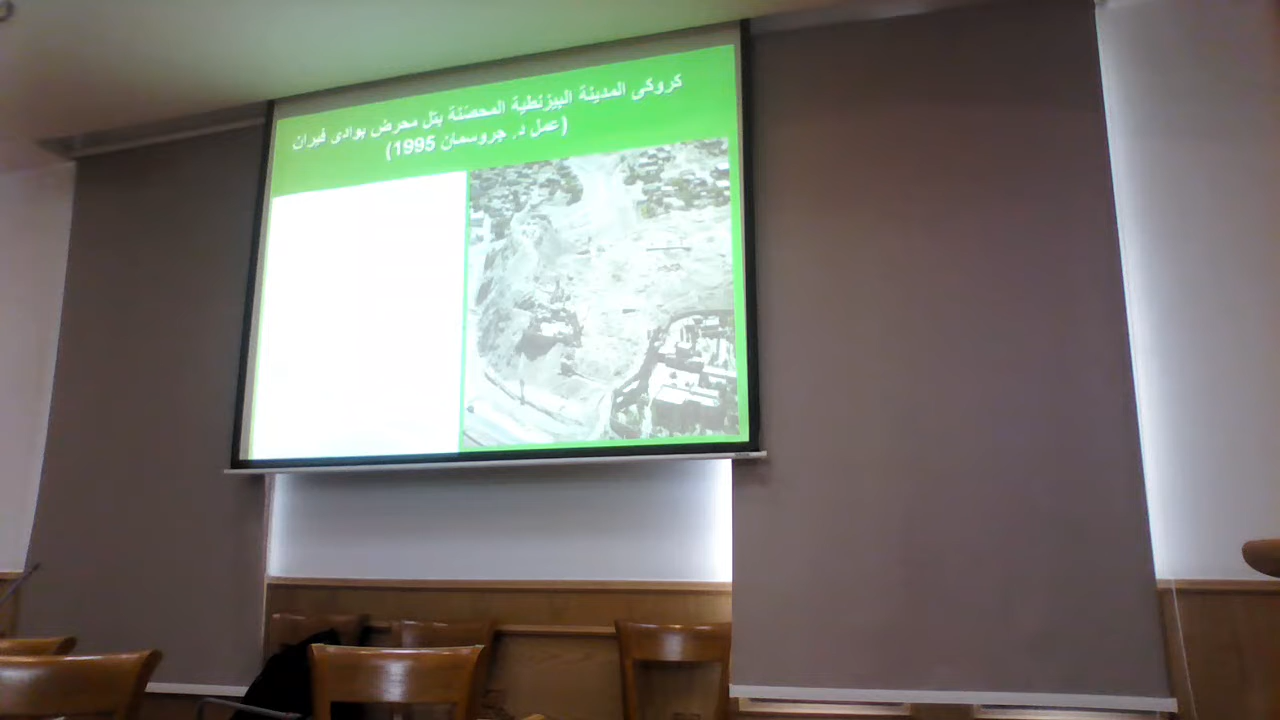 كروكى المدينة البيزنطية المحصنة بتل محرض بوادى فيران
(عمل د. جروسمان 1995)